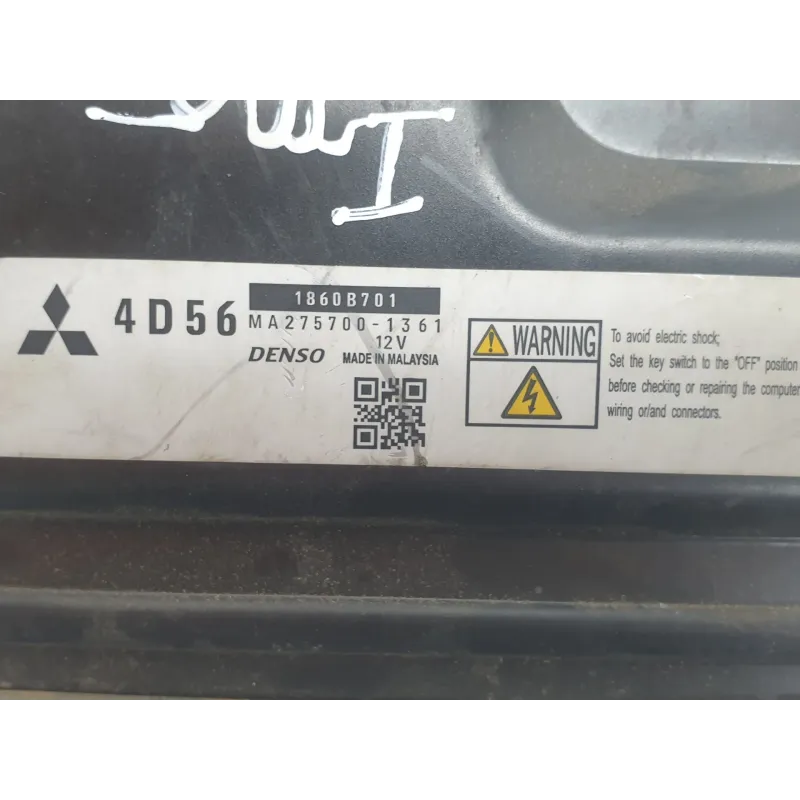 4D56
1860B701
MA275700-1361
12V
DENSO
MADE IN MALAYSIA
WARNING
To avoid electric shock;
Set the key switch to the "OFF" position
before checking or repairing the computer
wiring or/and connectors.